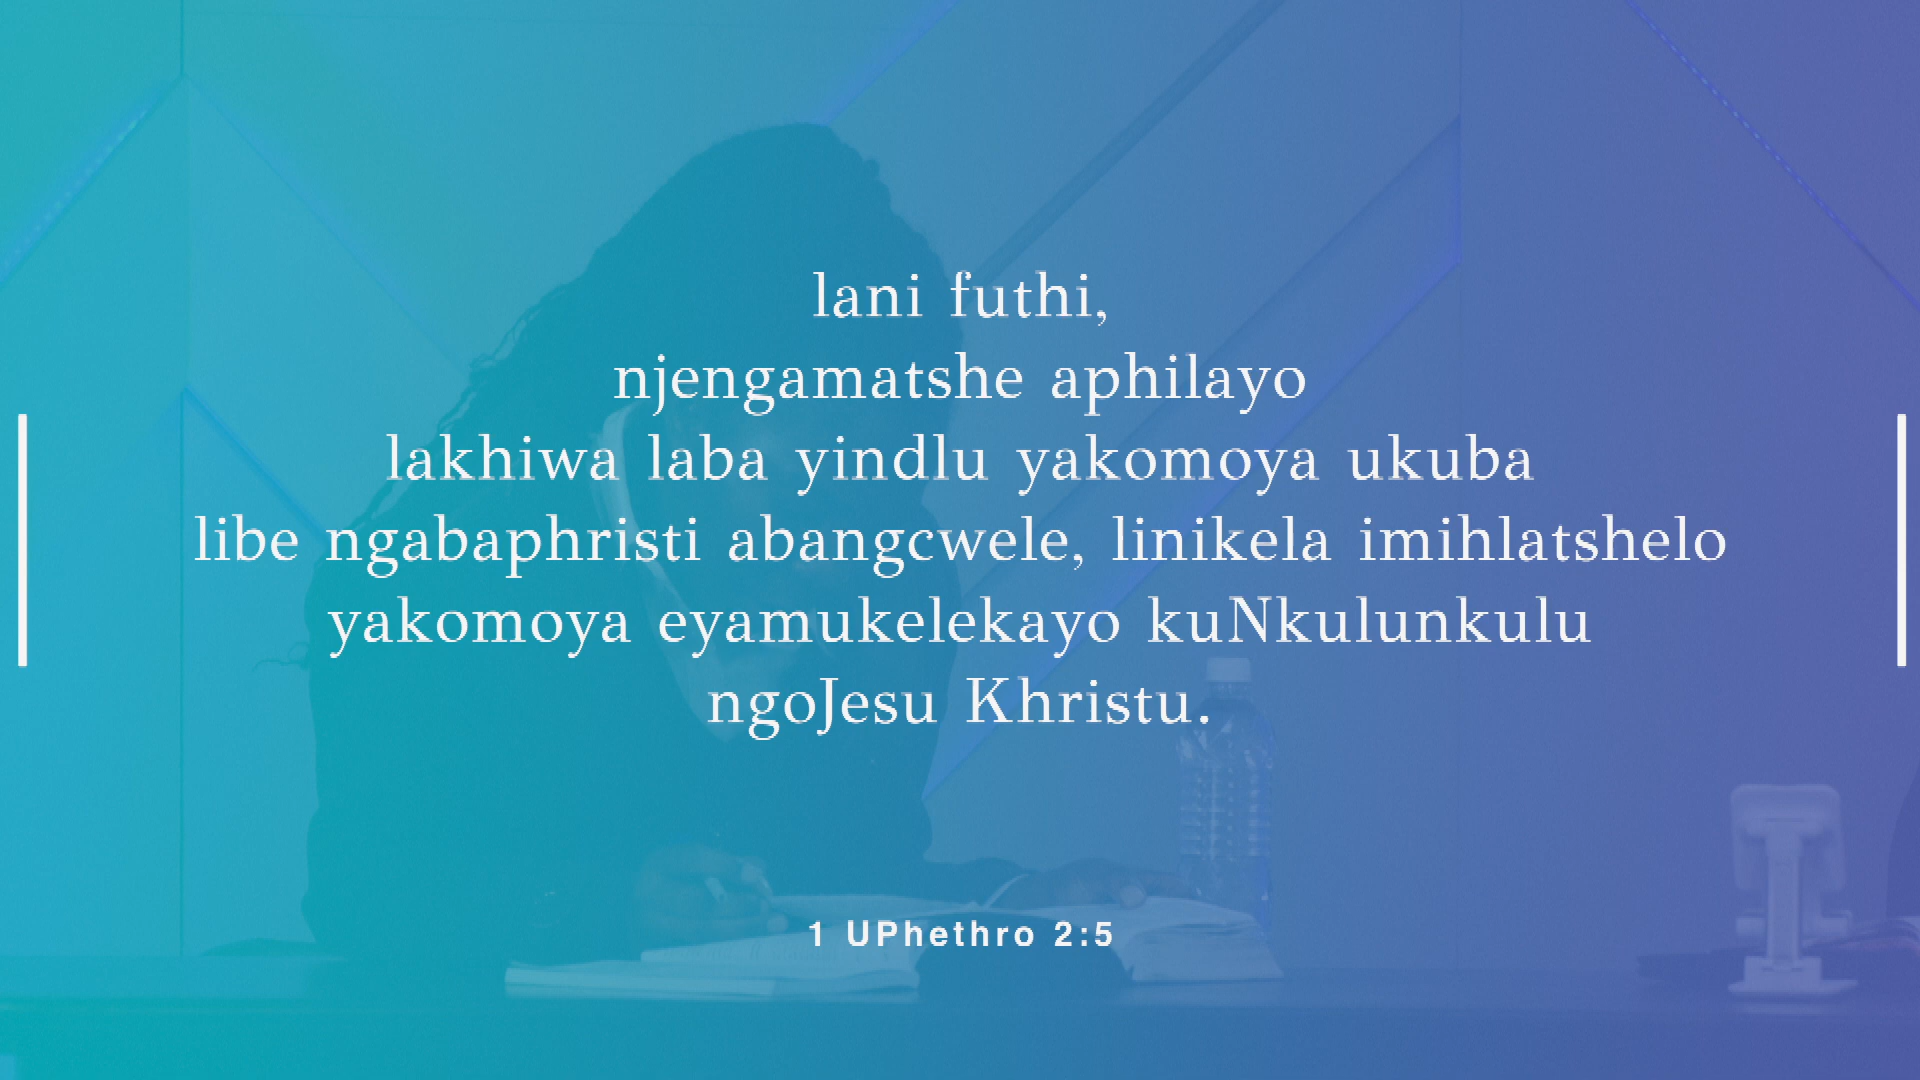 lani futhi,
njengamatshe aphilayo
lakhiwa laba yindlu yakomoya ukuba
libe ngabaphristi abangcwele, linikela imihlatshelo
yakomoya eyamukelekayo kuNkulunkulu
ngoJesu Khristu.
1 UPhethro 2:5